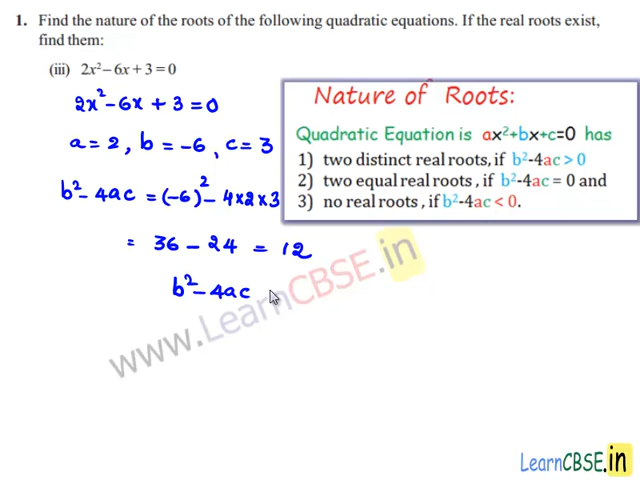 1. Find the nature of the roots of the following quadratic equations. If the real roots exist,
find them:
(iii) 2x² – 6x + 3 = 0
2x² – 6x + 3 = 0
a = 2, b = –6, c = 3
b² – 4ac = (–6)² – 4×2×3
= 36 – 24 = 12
b² – 4ac
Nature of Roots:
Quadratic Equation is ax²+bx+c=0 has
1) two distinct real roots, if b²-4ac > 0
2) two equal real roots, if b²-4ac = 0 and
3) no real roots, if b²-4ac < 0.
www.LearnCBSE.in
LearnCBSE.in